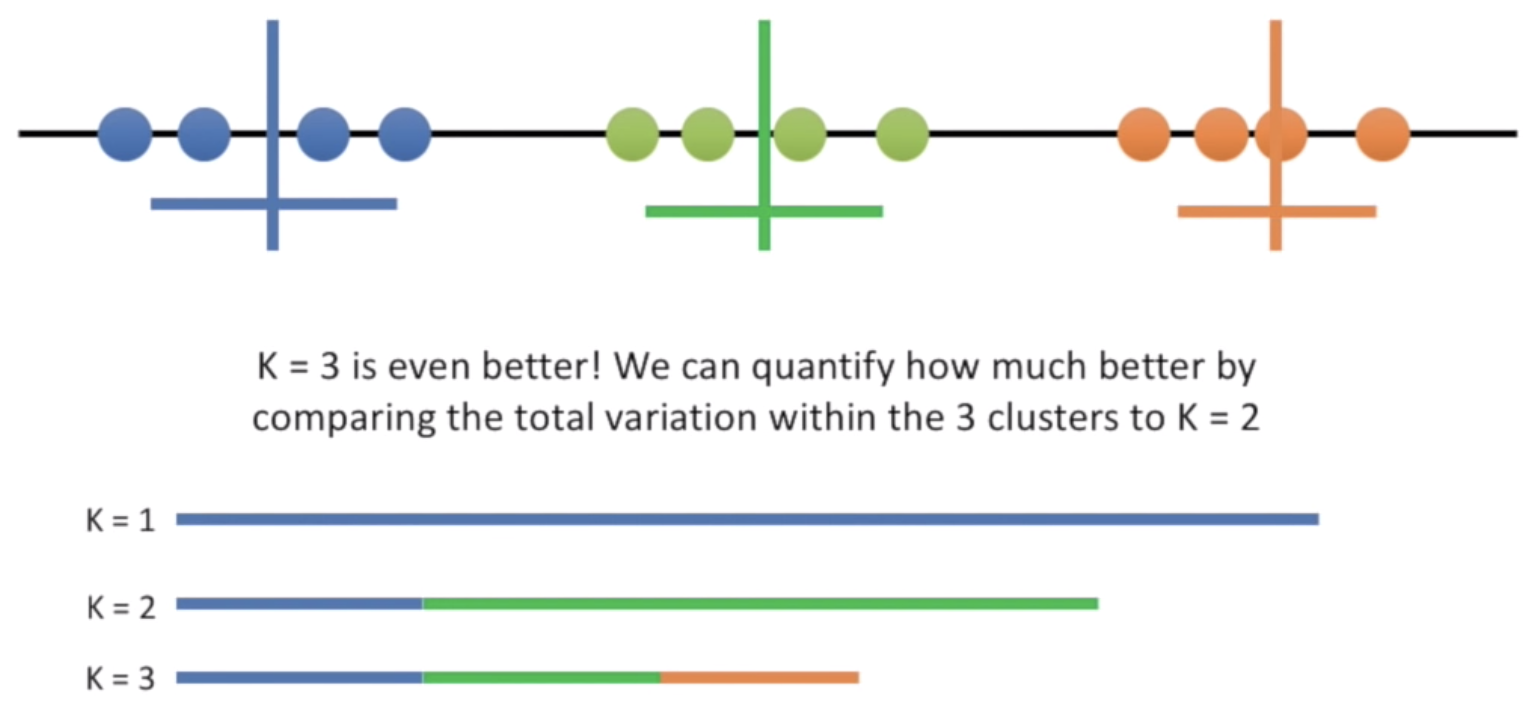 K = 3 is even better! We can quantify how much better by
comparing the total variation within the 3 clusters to K = 2
K = 1
K = 2
K = 3